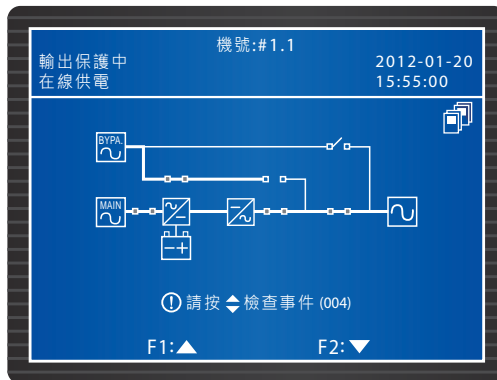 機號:#1.1
輸出保護中
在線供電
2012-01-20
15:55:00
BYPA.
MAIN
請按檢查事件 (004)
F1:
F2: